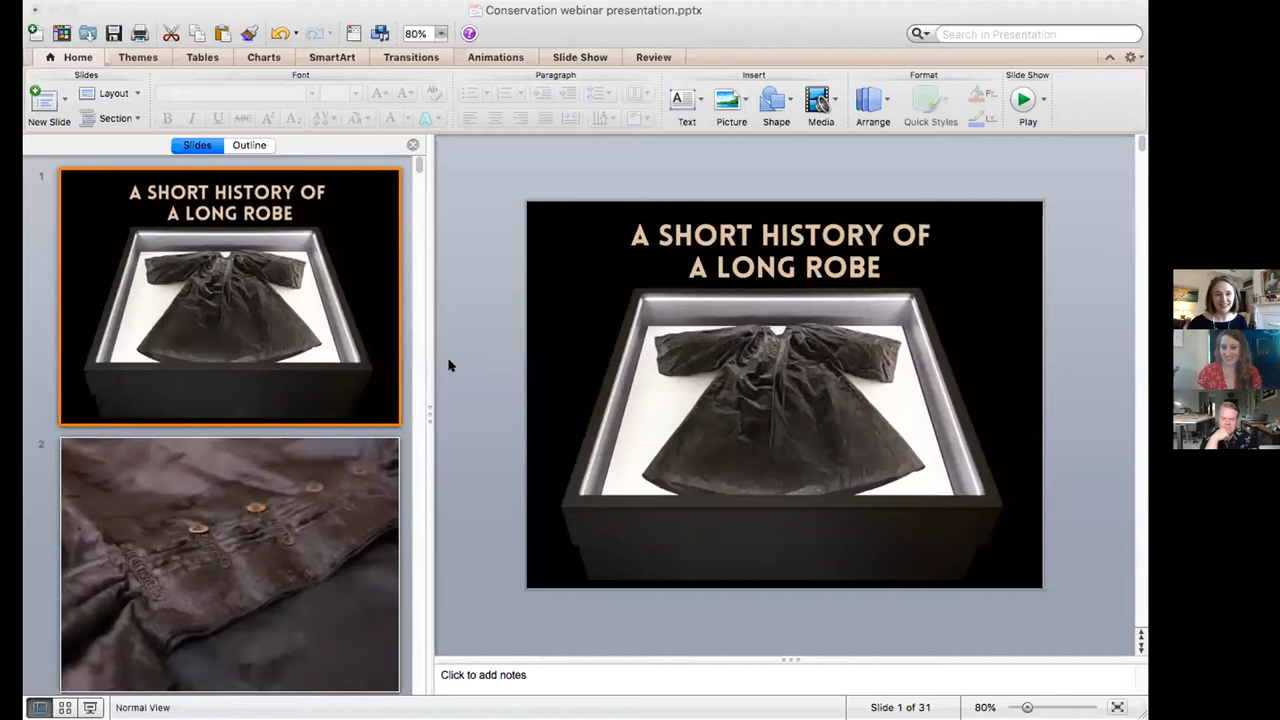 Conservation webinar presentation.pptx
80%
Search in Presentation
Home Themes Tables Charts SmartArt Transitions Animations Slide Show Review
Slides Font Paragraph Insert Format Slide Show
New Slide Layout Section
Text Picture Shape Media Arrange Quick Styles Play
Slides Outline
1
A SHORT HISTORY OF
A LONG ROBE
2
A SHORT HISTORY OF
A LONG ROBE
Click to add notes
Normal View Slide 1 of 31 80%